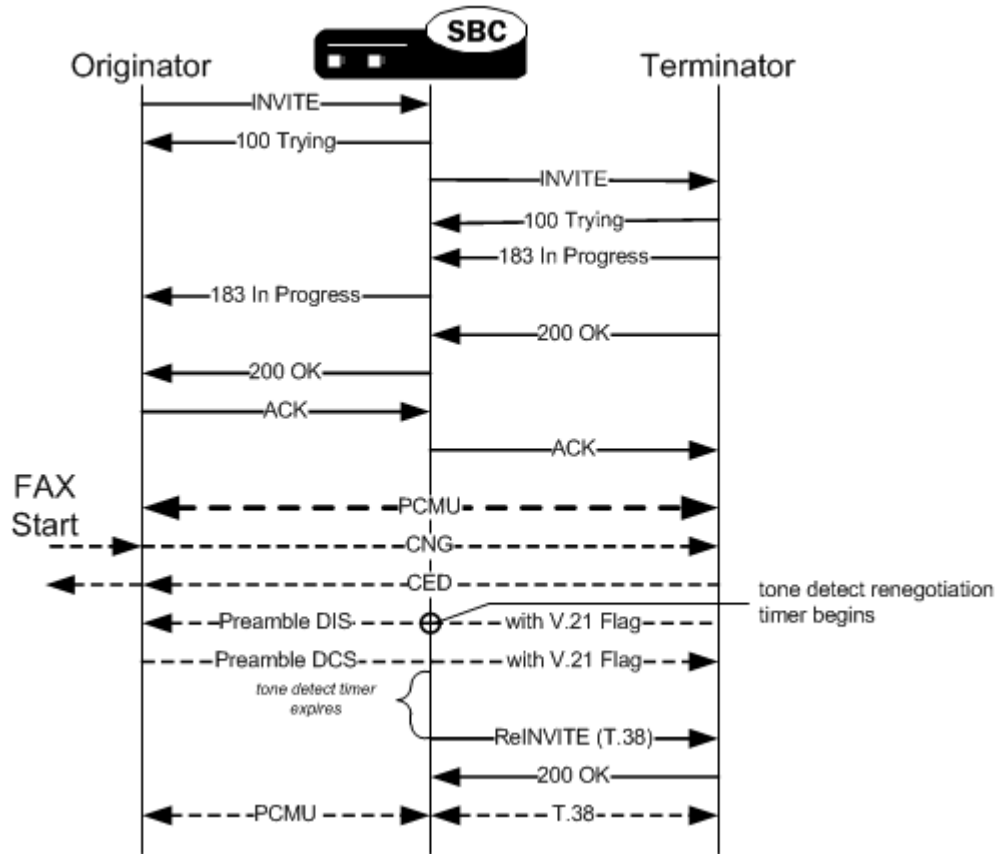 SBC
Originator
Terminator
INVITE
100 Trying
INVITE
100 Trying
183 In Progress
183 In Progress
200 OK
200 OK
ACK
ACK
FAX
Start
PCMU
CNG
CED
tone detect renegotiation
timer begins
Preamble DIS
with V.21 Flag
Preamble DCS
with V.21 Flag
tone detect timer
expires
ReINVITE (T.38)
200 OK
PCMU
T.38